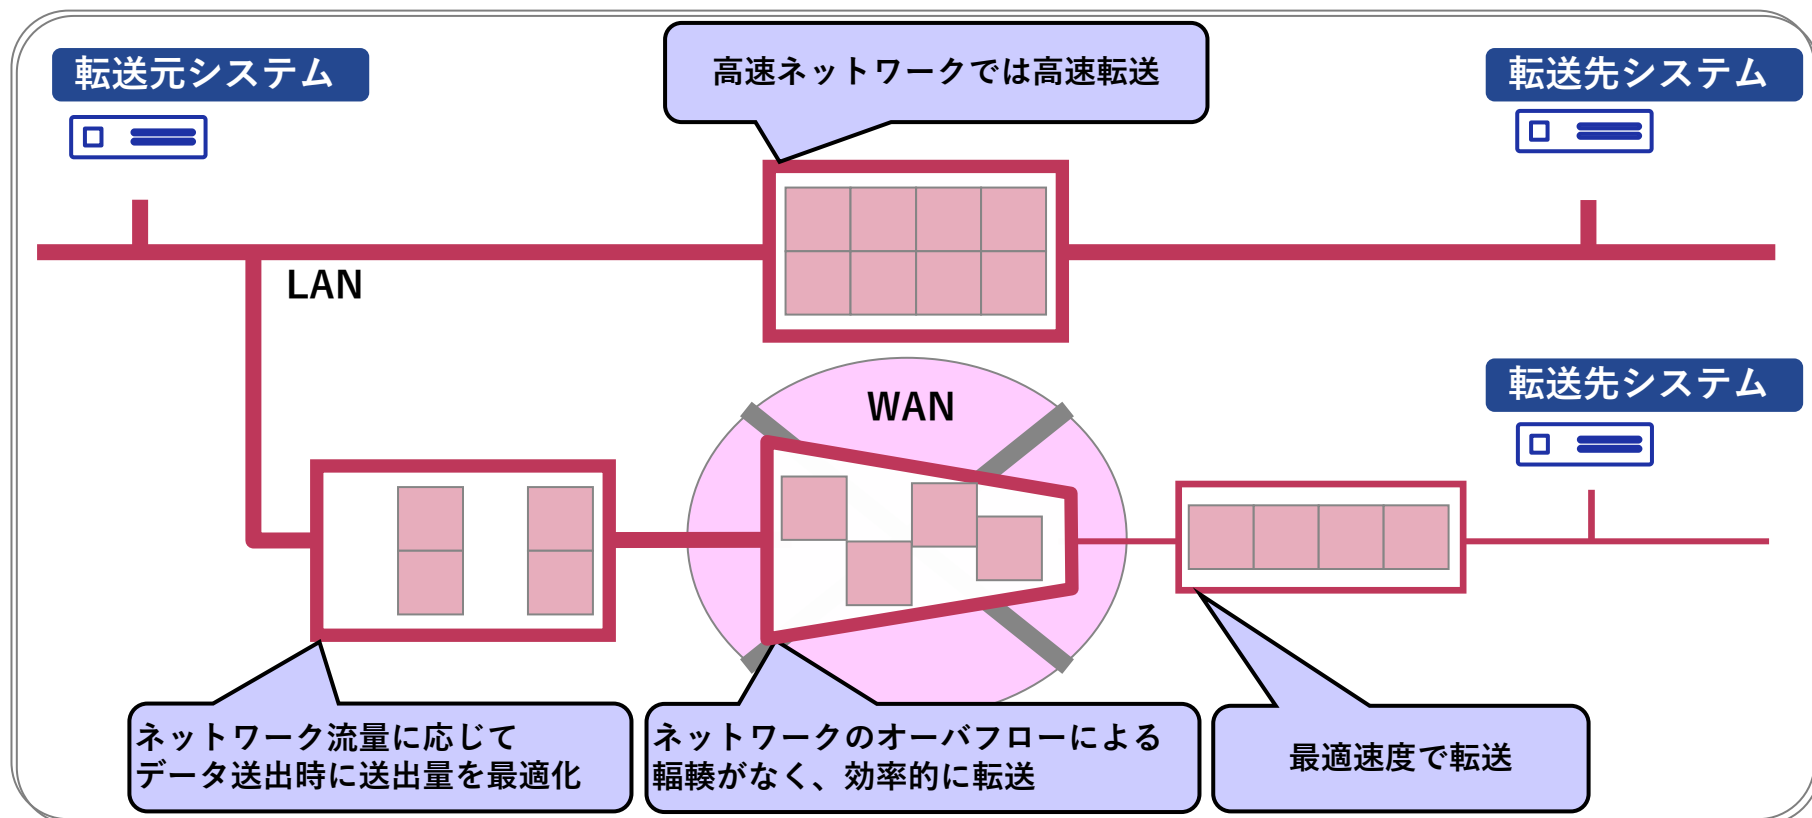 転送元システム
高速ネットワークでは高速転送
転送先システム
LAN
WAN
転送先システム
ネットワーク流量に応じて
データ送出時に送出量を最適化
ネットワークのオーバフローによる
輻輳がなく、効率的に転送
最適速度で転送